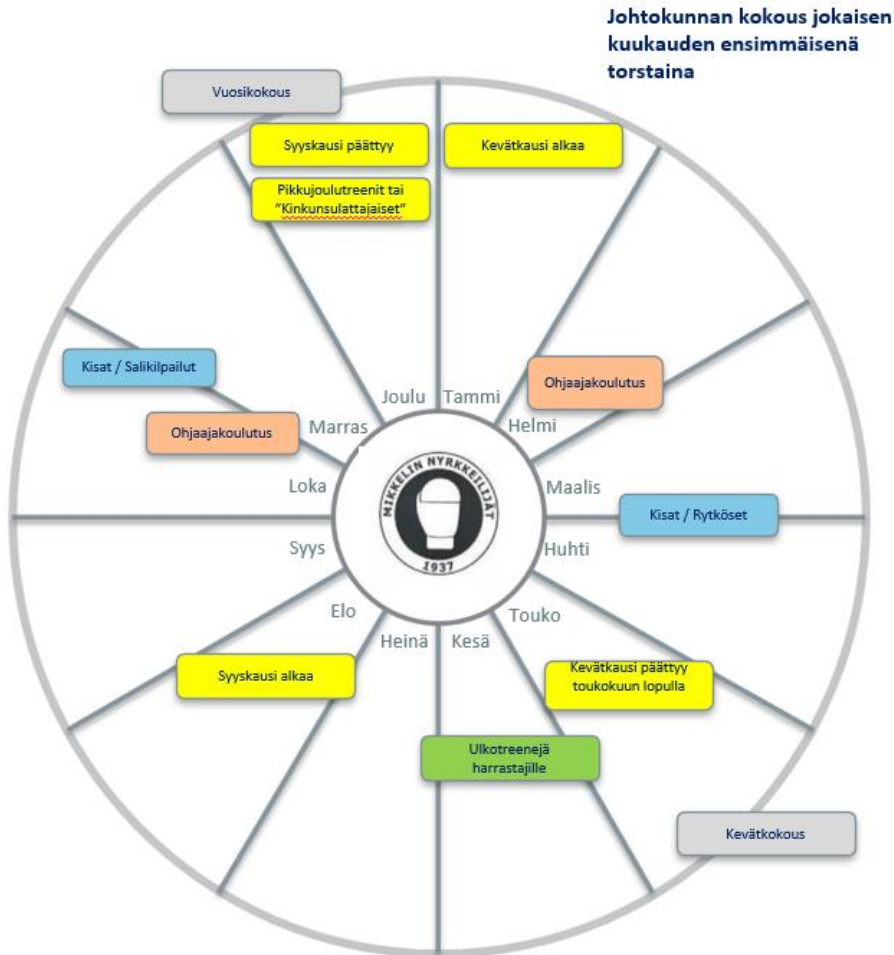 Johtokunnan kokous jokaisen
kuukauden ensimmäisenä
torstaina
Vuosikokous
Syyskausi päättyy
Kevätkausi alkaa
Pikkujoulutreenit tai
”Kinkunsulattajaiset”
Kisat / Salikilpailut
Ohjaajakoulutus
Joulu
Tammi
Ohjaajakoulutus
Marras
Helmi
Loka
Maalis
MIKKELIN NYRKKEILIJÄT
1937
Kisat / Rytköset
Syys
Huhti
Elo
Touko
Heinä
Kesä
Syyskausi alkaa
Kevätkausi päättyy
toukokuun lopulla
Ulkotreenejä
harrastajille
Kevätkokous